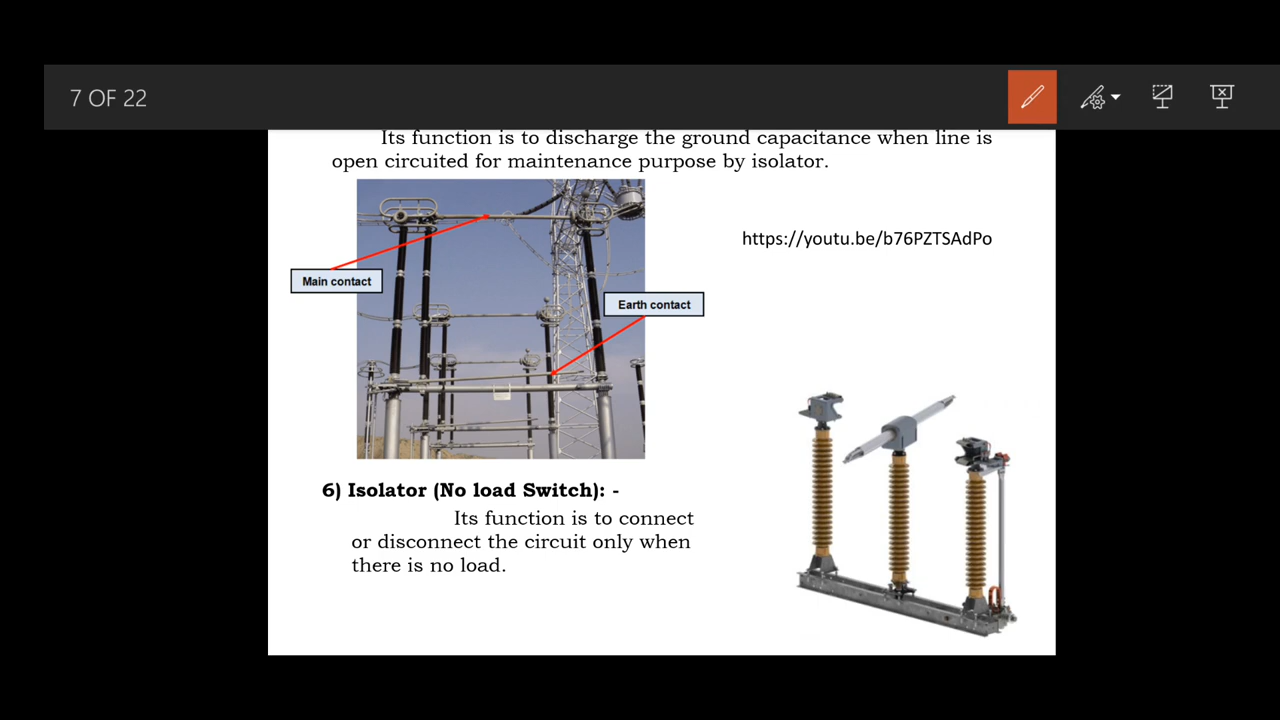 7 OF 22
Its function is to discharge the ground capacitance when line is
open circuited for maintenance purpose by isolator.
https://youtu.be/b76PZTSAdPo
Main contact
Earth contact
6) Isolator (No load Switch): -
Its function is to connect
or disconnect the circuit only when
there is no load.